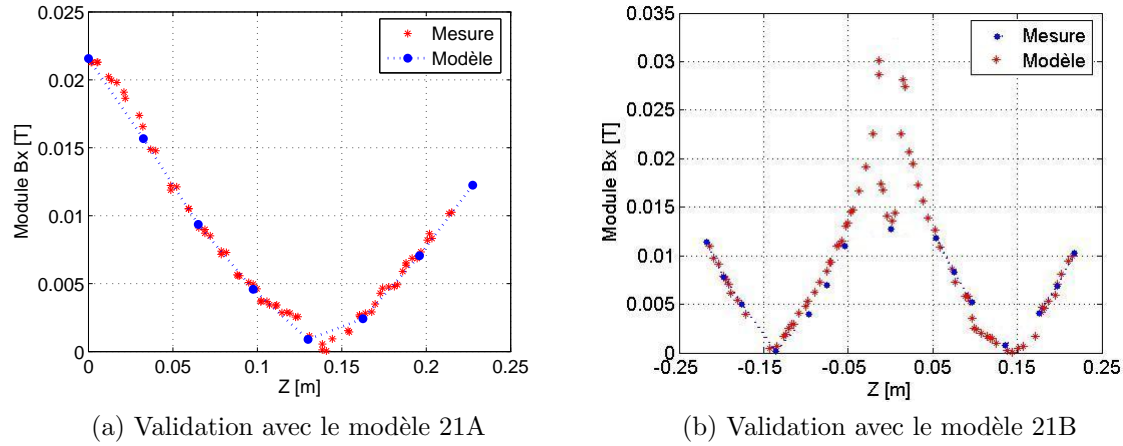 0.025
0.02
0.015
0.01
0.005
0
0 0.05 0.1 0.15 0.2 0.25
Module Bx [T]
Z [m]
Mesure
Modèle
(a) Validation avec le modèle 21A
0.035
0.03
0.025
0.02
0.015
0.01
0.005
0
-0.25 -0.15 -0.05 0.05 0.15 0.25
Module Bx [T]
Z [m]
Mesure
Modèle
(b) Validation avec le modèle 21B